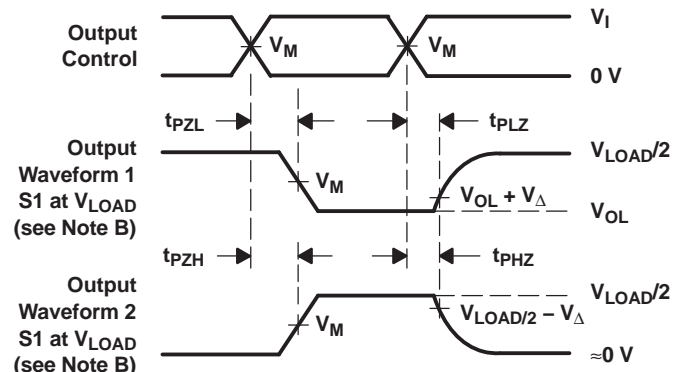 Output
Control
V_M
V_M
V_I
0 V
t_PZL
t_PLZ
Output
Waveform 1
S1 at V_LOAD
(see Note B)
V_M
V_OL + V_Δ
V_LOAD/2
V_OL
t_PZH
t_PHZ
Output
Waveform 2
S1 at V_LOAD
(see Note B)
V_M
V_LOAD/2 – V_Δ
V_LOAD/2
≈0 V